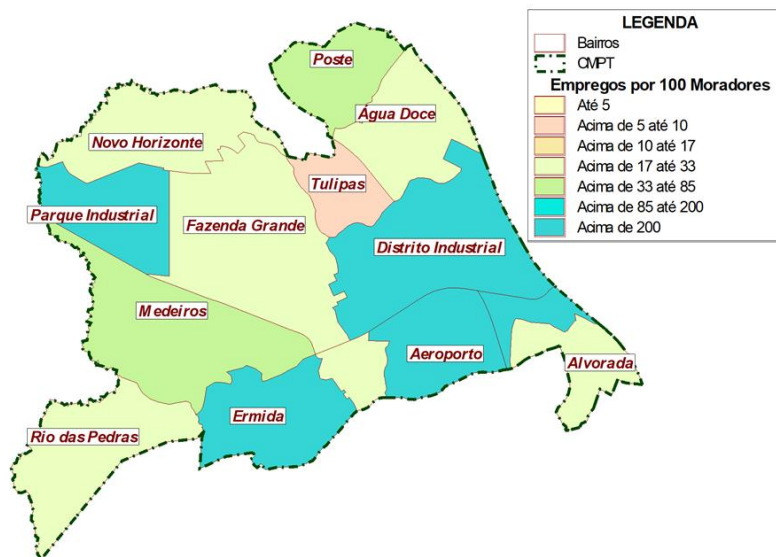 LEGENDA
Bairros
CMPT
Empregos por 100 Moradores
Até 5
Acima de 5 até 10
Acima de 10 até 17
Acima de 17 até 33
Acima de 33 até 85
Acima de 85 até 200
Acima de 200
Poste
Água Doce
Novo Horizonte
Tulipas
Parque Industrial
Fazenda Grande
Distrito Industrial
Medeiros
Aeroporto
Alvorada
Ermida
Rio das Pedras